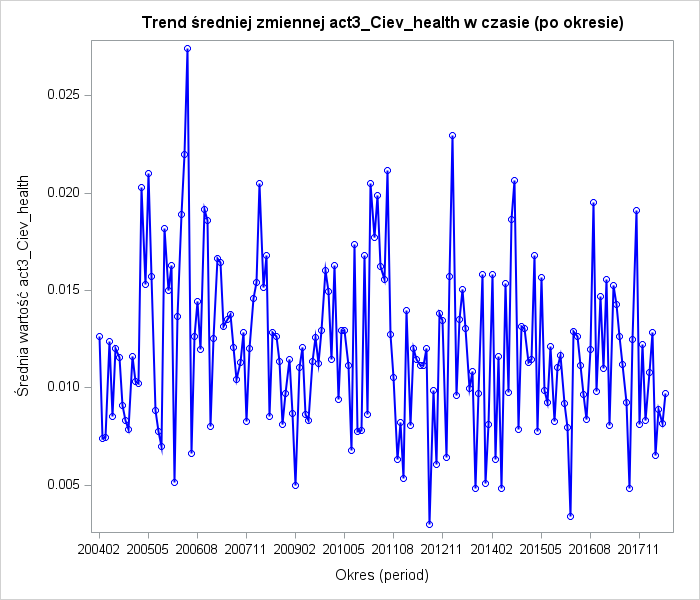 Trend średniej zmiennej act3_Ciev_health w czasie (po okresie)
Średnia wartość act3_Ciev_health
0.025
0.020
0.015
0.010
0.005
200402 200505 200608 200711 200902 201005 201108 201211 201402 201505 201608 201711
Okres (period)